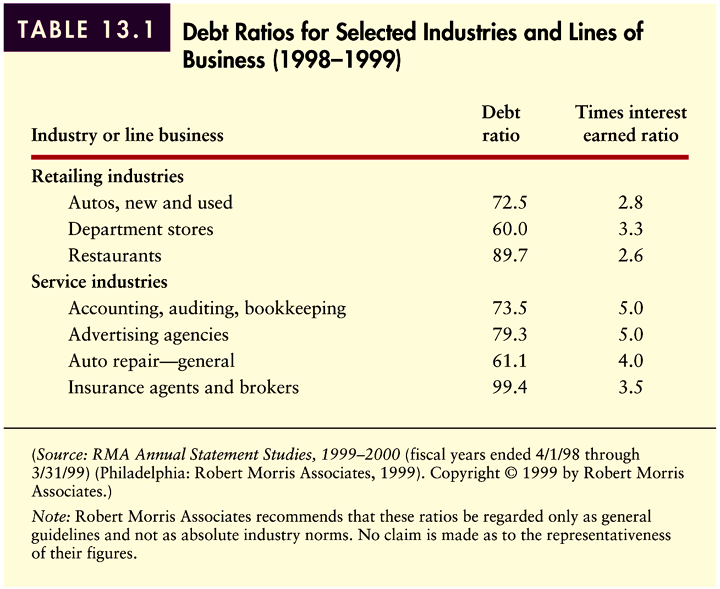 TABLE 13.1 Debt Ratios for Selected Industries and Lines of
Business (1998–1999)
Debt Times interest
Industry or line business ratio earned ratio
Retailing industries
Autos, new and used 72.5 2.8
Department stores 60.0 3.3
Restaurants 89.7 2.6
Service industries
Accounting, auditing, bookkeeping 73.5 5.0
Advertising agencies 79.3 5.0
Auto repair—general 61.1 4.0
Insurance agents and brokers 99.4 3.5
(Source: RMA Annual Statement Studies, 1999–2000 (fiscal years ended 4/1/98 through
3/31/99) (Philadelphia: Robert Morris Associates, 1999). Copyright © 1999 by Robert Morris
Associates.)
Note: Robert Morris Associates recommends that these ratios be regarded only as general
guidelines and not as absolute industry norms. No claim is made as to the representativeness
of their figures.